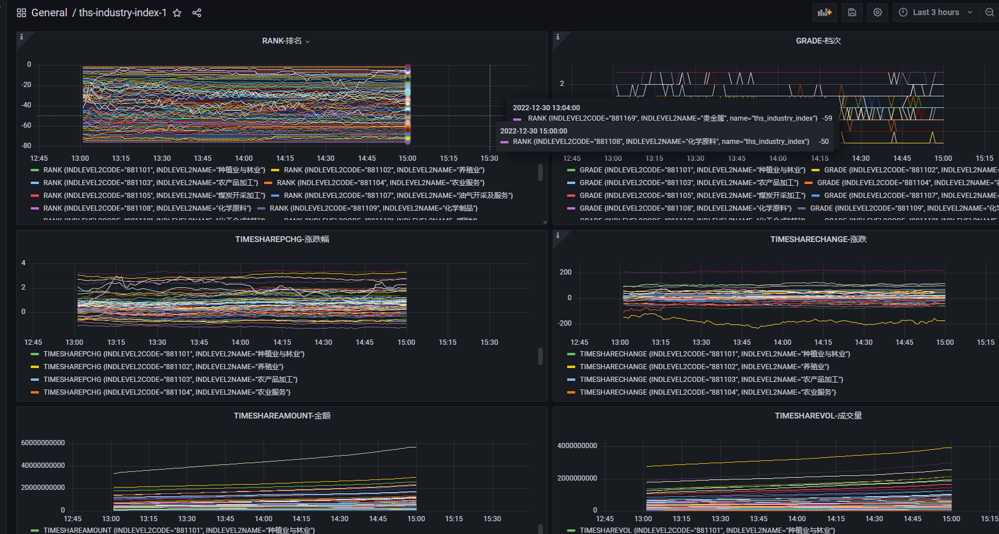 General / ths-industry-index-1
Last 3 hours
RANK-排名
0
-20
-40
-60
-80
12:45 13:00 13:15 13:30 13:45 14:00 14:15 14:30 14:45 15:00 15:15 15:30
RANK {INDLEVEL2CODE="881101", INDLEVEL2NAME="种植业与林业"} RANK {INDLEVEL2CODE="881102", INDLEVEL2NAME="养殖业"}
RANK {INDLEVEL2CODE="881103", INDLEVEL2NAME="农产品加工"} RANK {INDLEVEL2CODE="881104", INDLEVEL2NAME="农业服务"}
RANK {INDLEVEL2CODE="881105", INDLEVEL2NAME="煤炭开采加工"} RANK {INDLEVEL2CODE="881107", INDLEVEL2NAME="油气开采及服务"}
RANK {INDLEVEL2CODE="881108", INDLEVEL2NAME="化学原料"} RANK {INDLEVEL2CODE="881109", INDLEVEL2NAME="化学制品"}
GRADE-档次
2
2022-12-30 13:04:00
RANK {INDLEVEL2CODE="881169", INDLEVEL2NAME="贵金属", name="ths_industry_index"} -59
2022-12-30 15:00:00
RANK {INDLEVEL2CODE="881108", INDLEVEL2NAME="化学原料", name="ths_industry_index"} -50
12:45 13:00 13:15 13:30 13:45 14:00 14:15 14:30 14:45 15:00 15:15
GRADE {INDLEVEL2CODE="881101", INDLEVEL2NAME="种植业与林业"} GRADE {INDLEVEL2CODE="881102", INDLEVEL2NAME=
GRADE {INDLEVEL2CODE="881103", INDLEVEL2NAME="农产品加工"} GRADE {INDLEVEL2CODE="881104", INDLEVEL2NAME=
GRADE {INDLEVEL2CODE="881105", INDLEVEL2NAME="煤炭开采加工"} GRADE {INDLEVEL2CODE="881107", INDLEVEL2NAME=
GRADE {INDLEVEL2CODE="881108", INDLEVEL2NAME="化学原料"} GRADE {INDLEVEL2CODE="881109", INDLEVEL2NAME="化学
TIMESHAREPCHG-涨跌幅
4
2
0
12:45 13:00 13:15 13:30 13:45 14:00 14:15 14:30 14:45 15:00 15:15 15:30
TIMESHAREPCHG {INDLEVEL2CODE="881101", INDLEVEL2NAME="种植业与林业"}
TIMESHAREPCHG {INDLEVEL2CODE="881102", INDLEVEL2NAME="养殖业"}
TIMESHAREPCHG {INDLEVEL2CODE="881103", INDLEVEL2NAME="农产品加工"}
TIMESHAREPCHG {INDLEVEL2CODE="881104", INDLEVEL2NAME="农业服务"}
TIMESHARECHANGE-涨跌
200
0
-200
12:45 13:00 13:15 13:30 13:45 14:00 14:15 14:30 14:45 15:00 15:15
TIMESHARECHANGE {INDLEVEL2CODE="881101", INDLEVEL2NAME="种植业与林业"}
TIMESHARECHANGE {INDLEVEL2CODE="881102", INDLEVEL2NAME="养殖业"}
TIMESHARECHANGE {INDLEVEL2CODE="881103", INDLEVEL2NAME="农产品加工"}
TIMESHARECHANGE {INDLEVEL2CODE="881104", INDLEVEL2NAME="农业服务"}
TIMESHAREAMOUNT-金额
60000000000
40000000000
20000000000
0
12:45 13:00 13:15 13:30 13:45 14:00 14:15 14:30 14:45 15:00 15:15 15:30
TIMESHAREAMOUNT {INDLEVEL2CODE="881101", INDLEVEL2NAME="种植业与林业"}
TIMESHAREVOL-成交量
4000000000
2000000000
0
12:45 13:00 13:15 13:30 13:45 14:00 14:15 14:30 14:45 15:00 15:15
TIMESHAREVOL {INDLEVEL2CODE="881101", INDLEVEL2NAME="种植业与林业"}